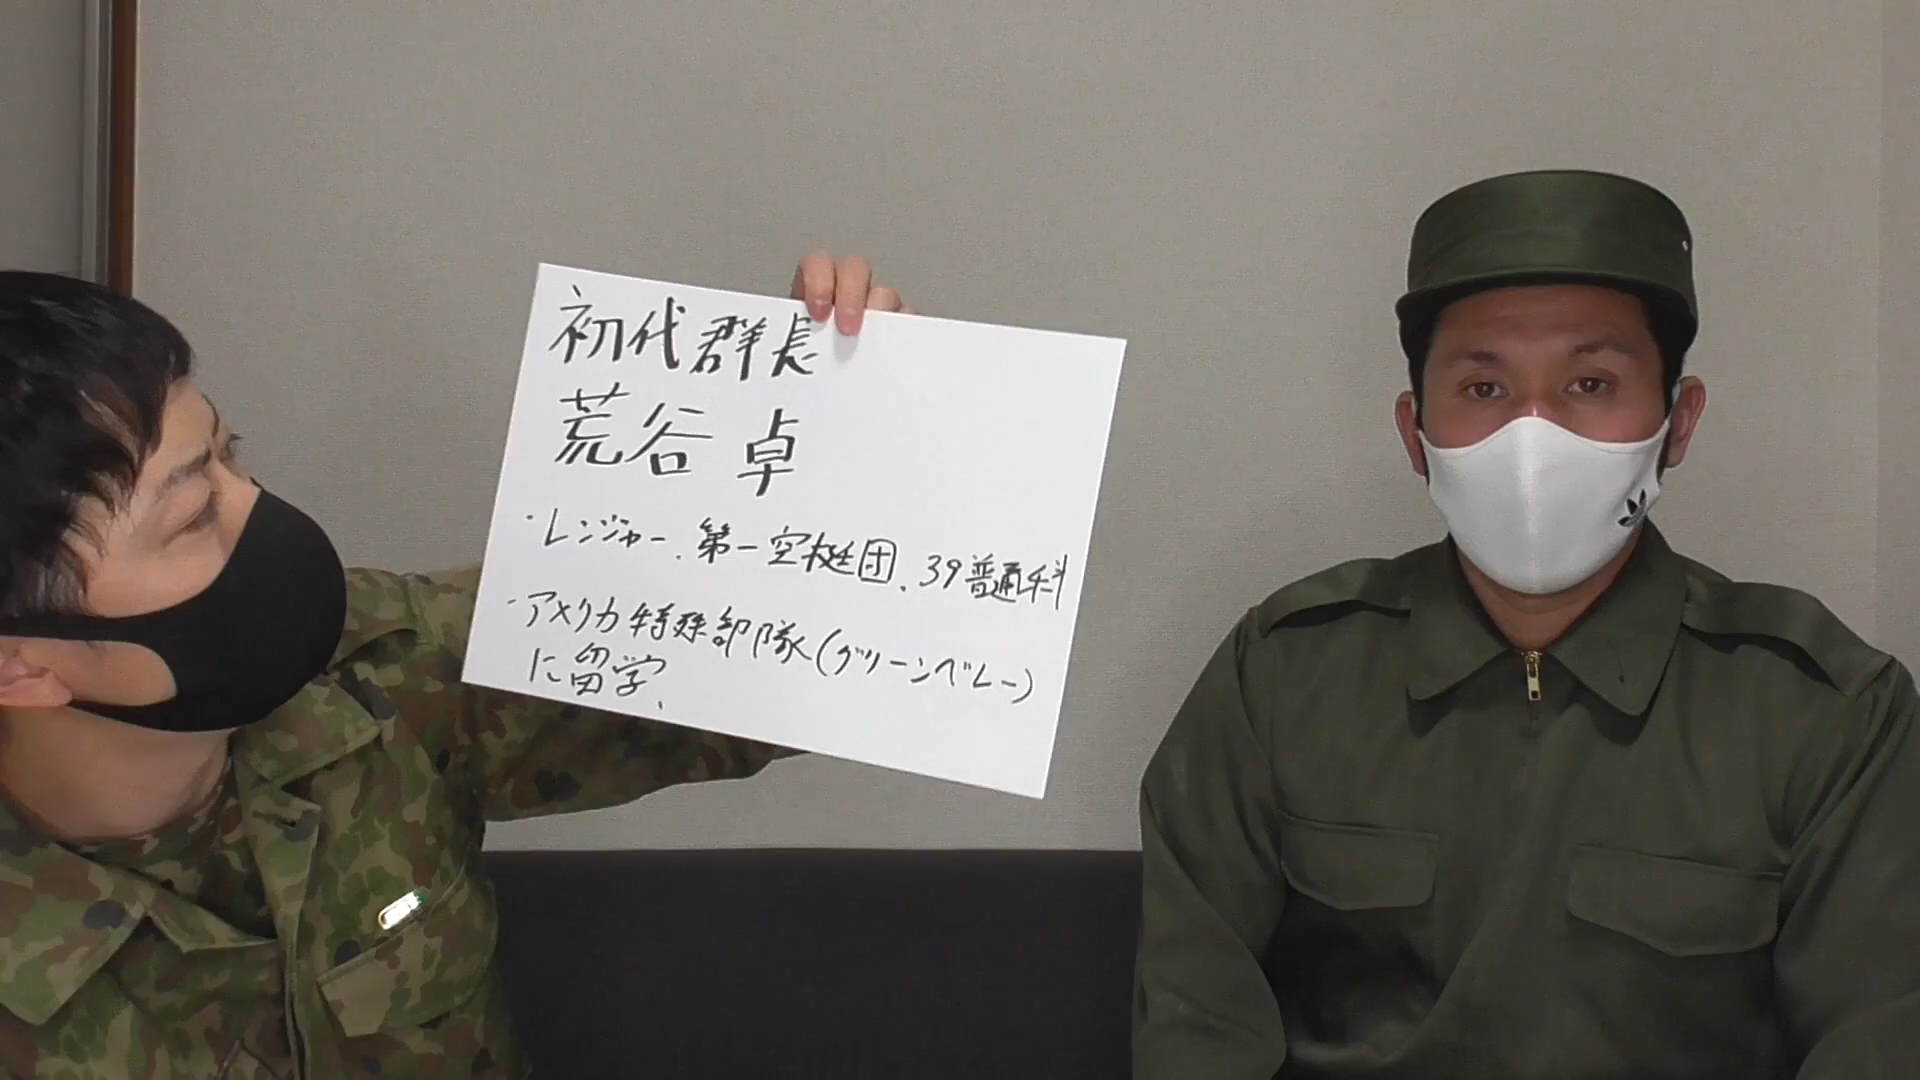 初代群長
荒谷 卓
・レンジャー、第一空挺団、39普通科
・アメリカ特殊部隊(グリーンベレー)
に留学、